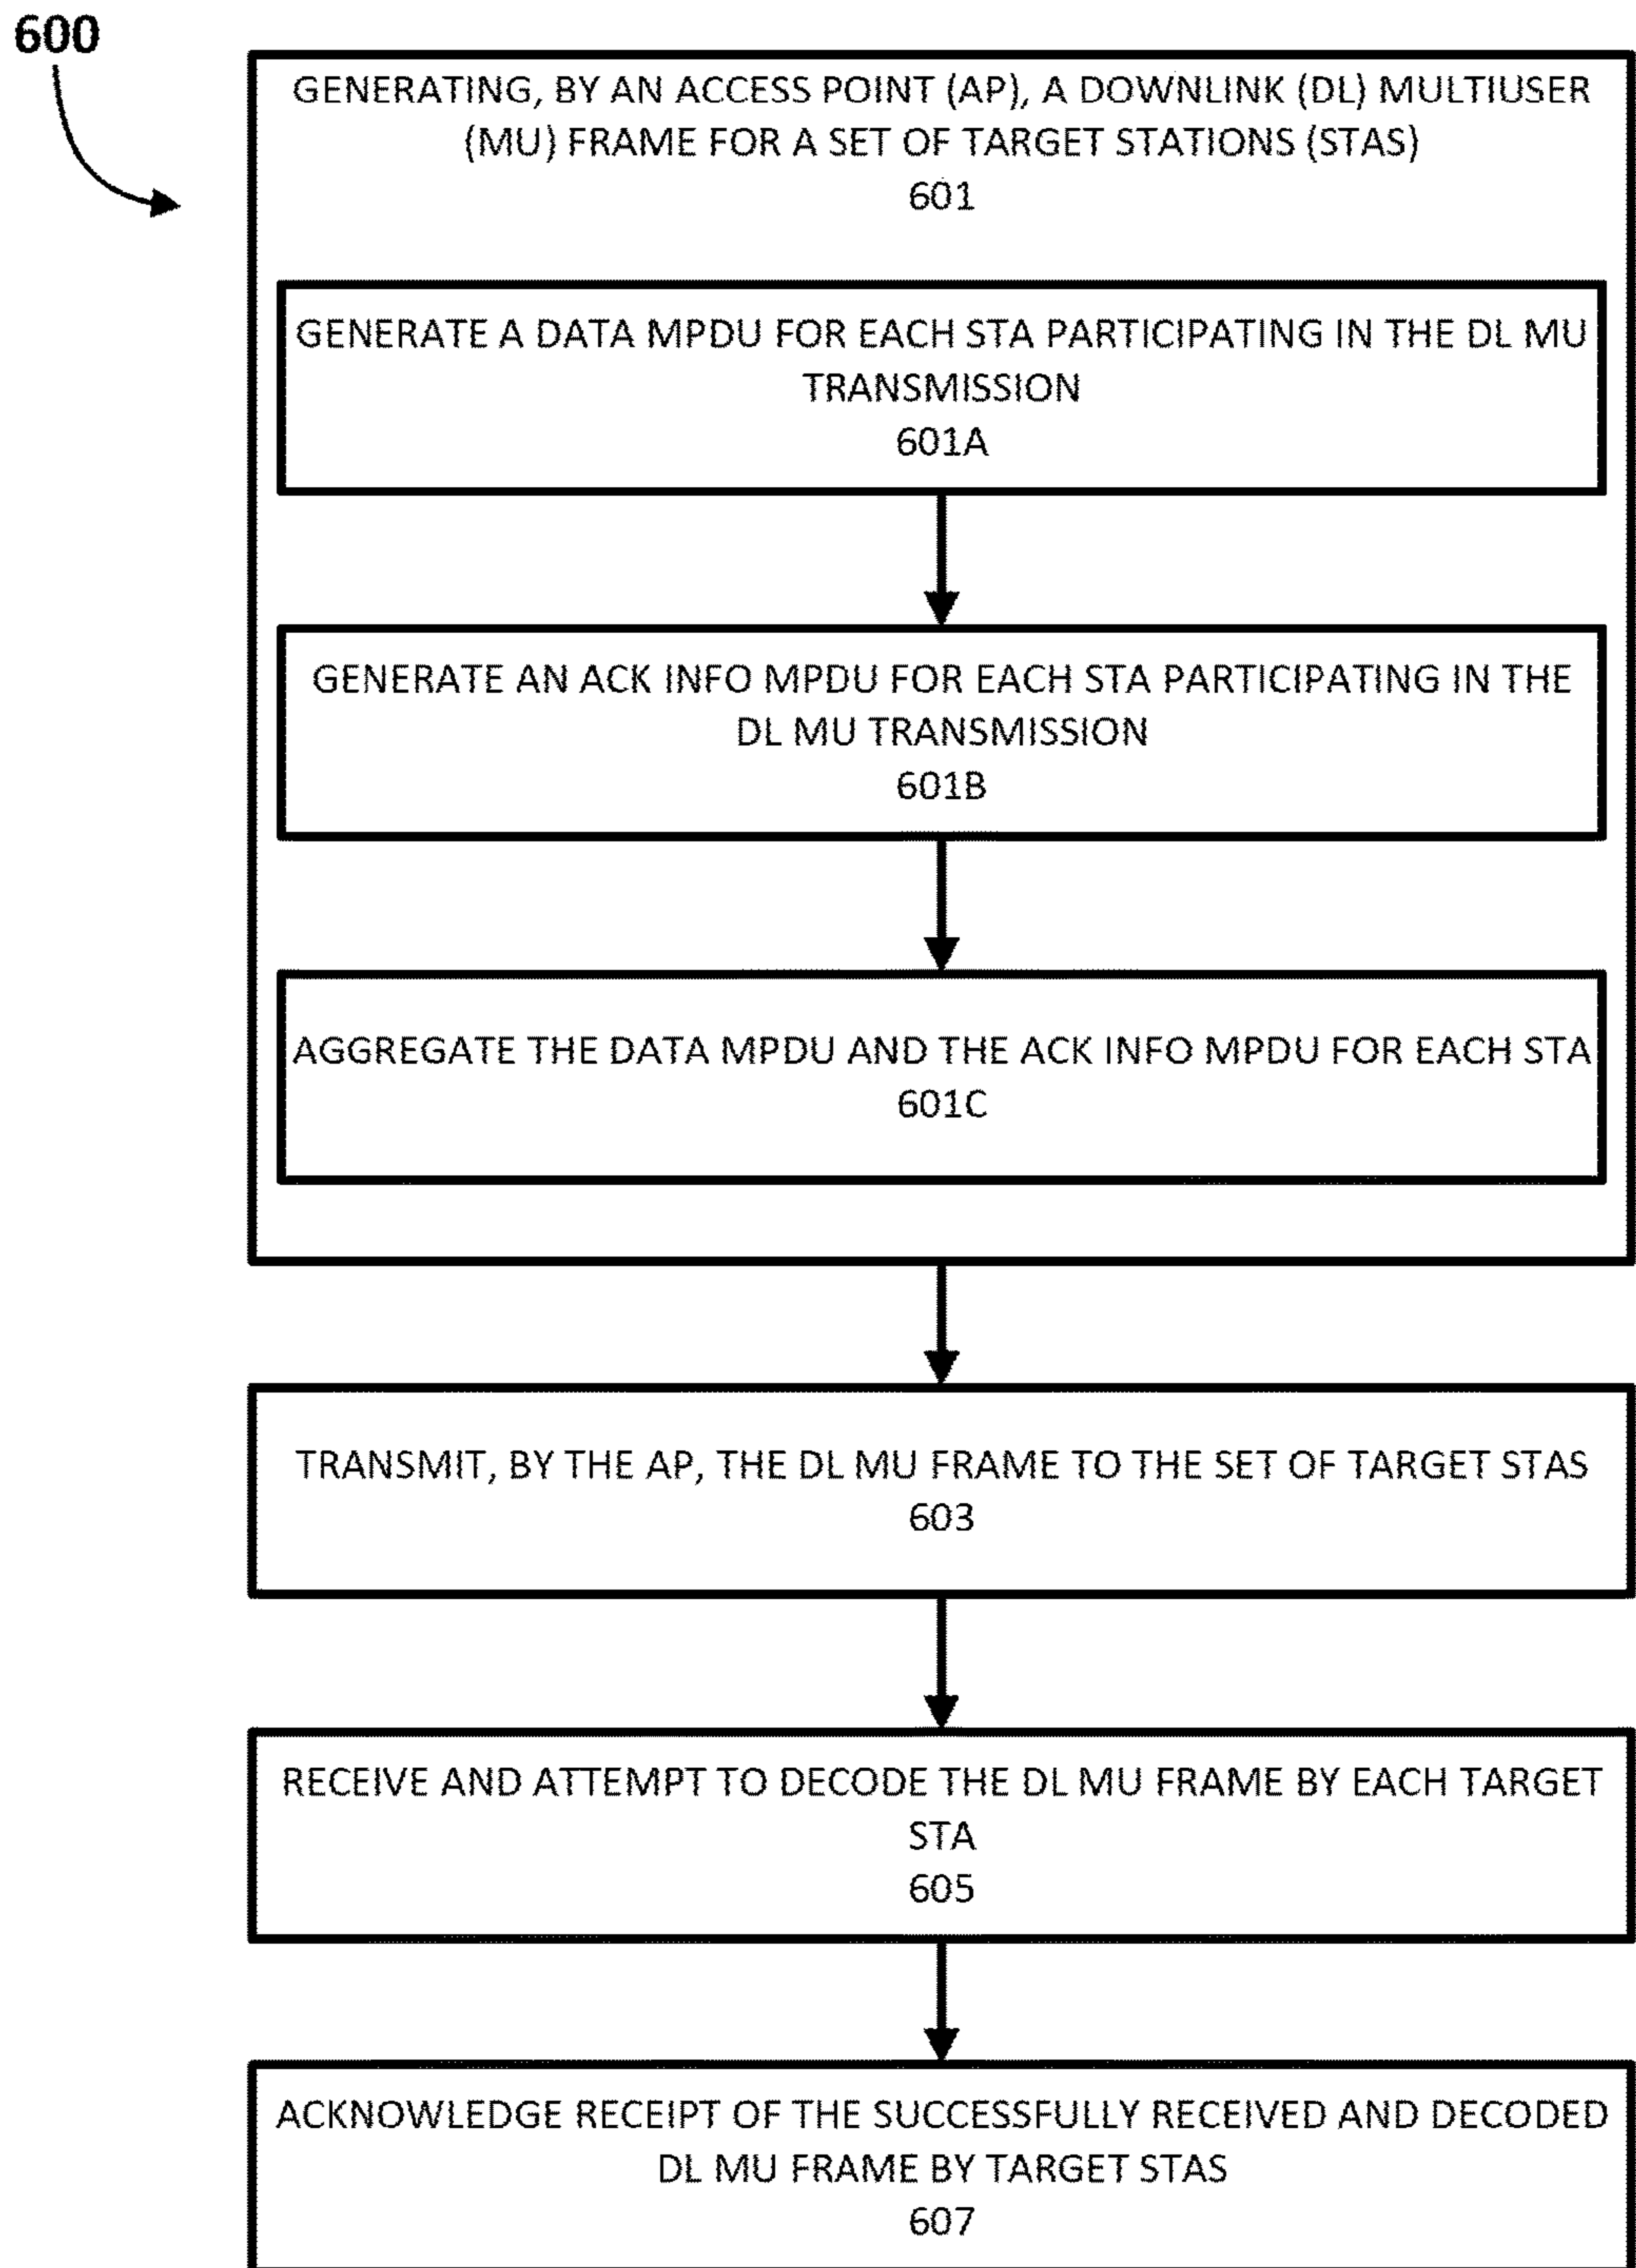 600
GENERATING, BY AN ACCESS POINT (AP), A DOWNLINK (DL) MULTIUSER
(MU) FRAME FOR A SET OF TARGET STATIONS (STAS)
601
GENERATE A DATA MPDU FOR EACH STA PARTICIPATING IN THE DL MU
TRANSMISSION
601A
GENERATE AN ACK INFO MPDU FOR EACH STA PARTICIPATING IN THE
DL MU TRANSMISSION
601B
AGGREGATE THE DATA MPDU AND THE ACK INFO MPDU FOR EACH STA
601C
TRANSMIT, BY THE AP, THE DL MU FRAME TO THE SET OF TARGET STAS
603
RECEIVE AND ATTEMPT TO DECODE THE DL MU FRAME BY EACH TARGET
STA
605
ACKNOWLEDGE RECEIPT OF THE SUCCESSFULLY RECEIVED AND DECODED
DL MU FRAME BY TARGET STAS
607